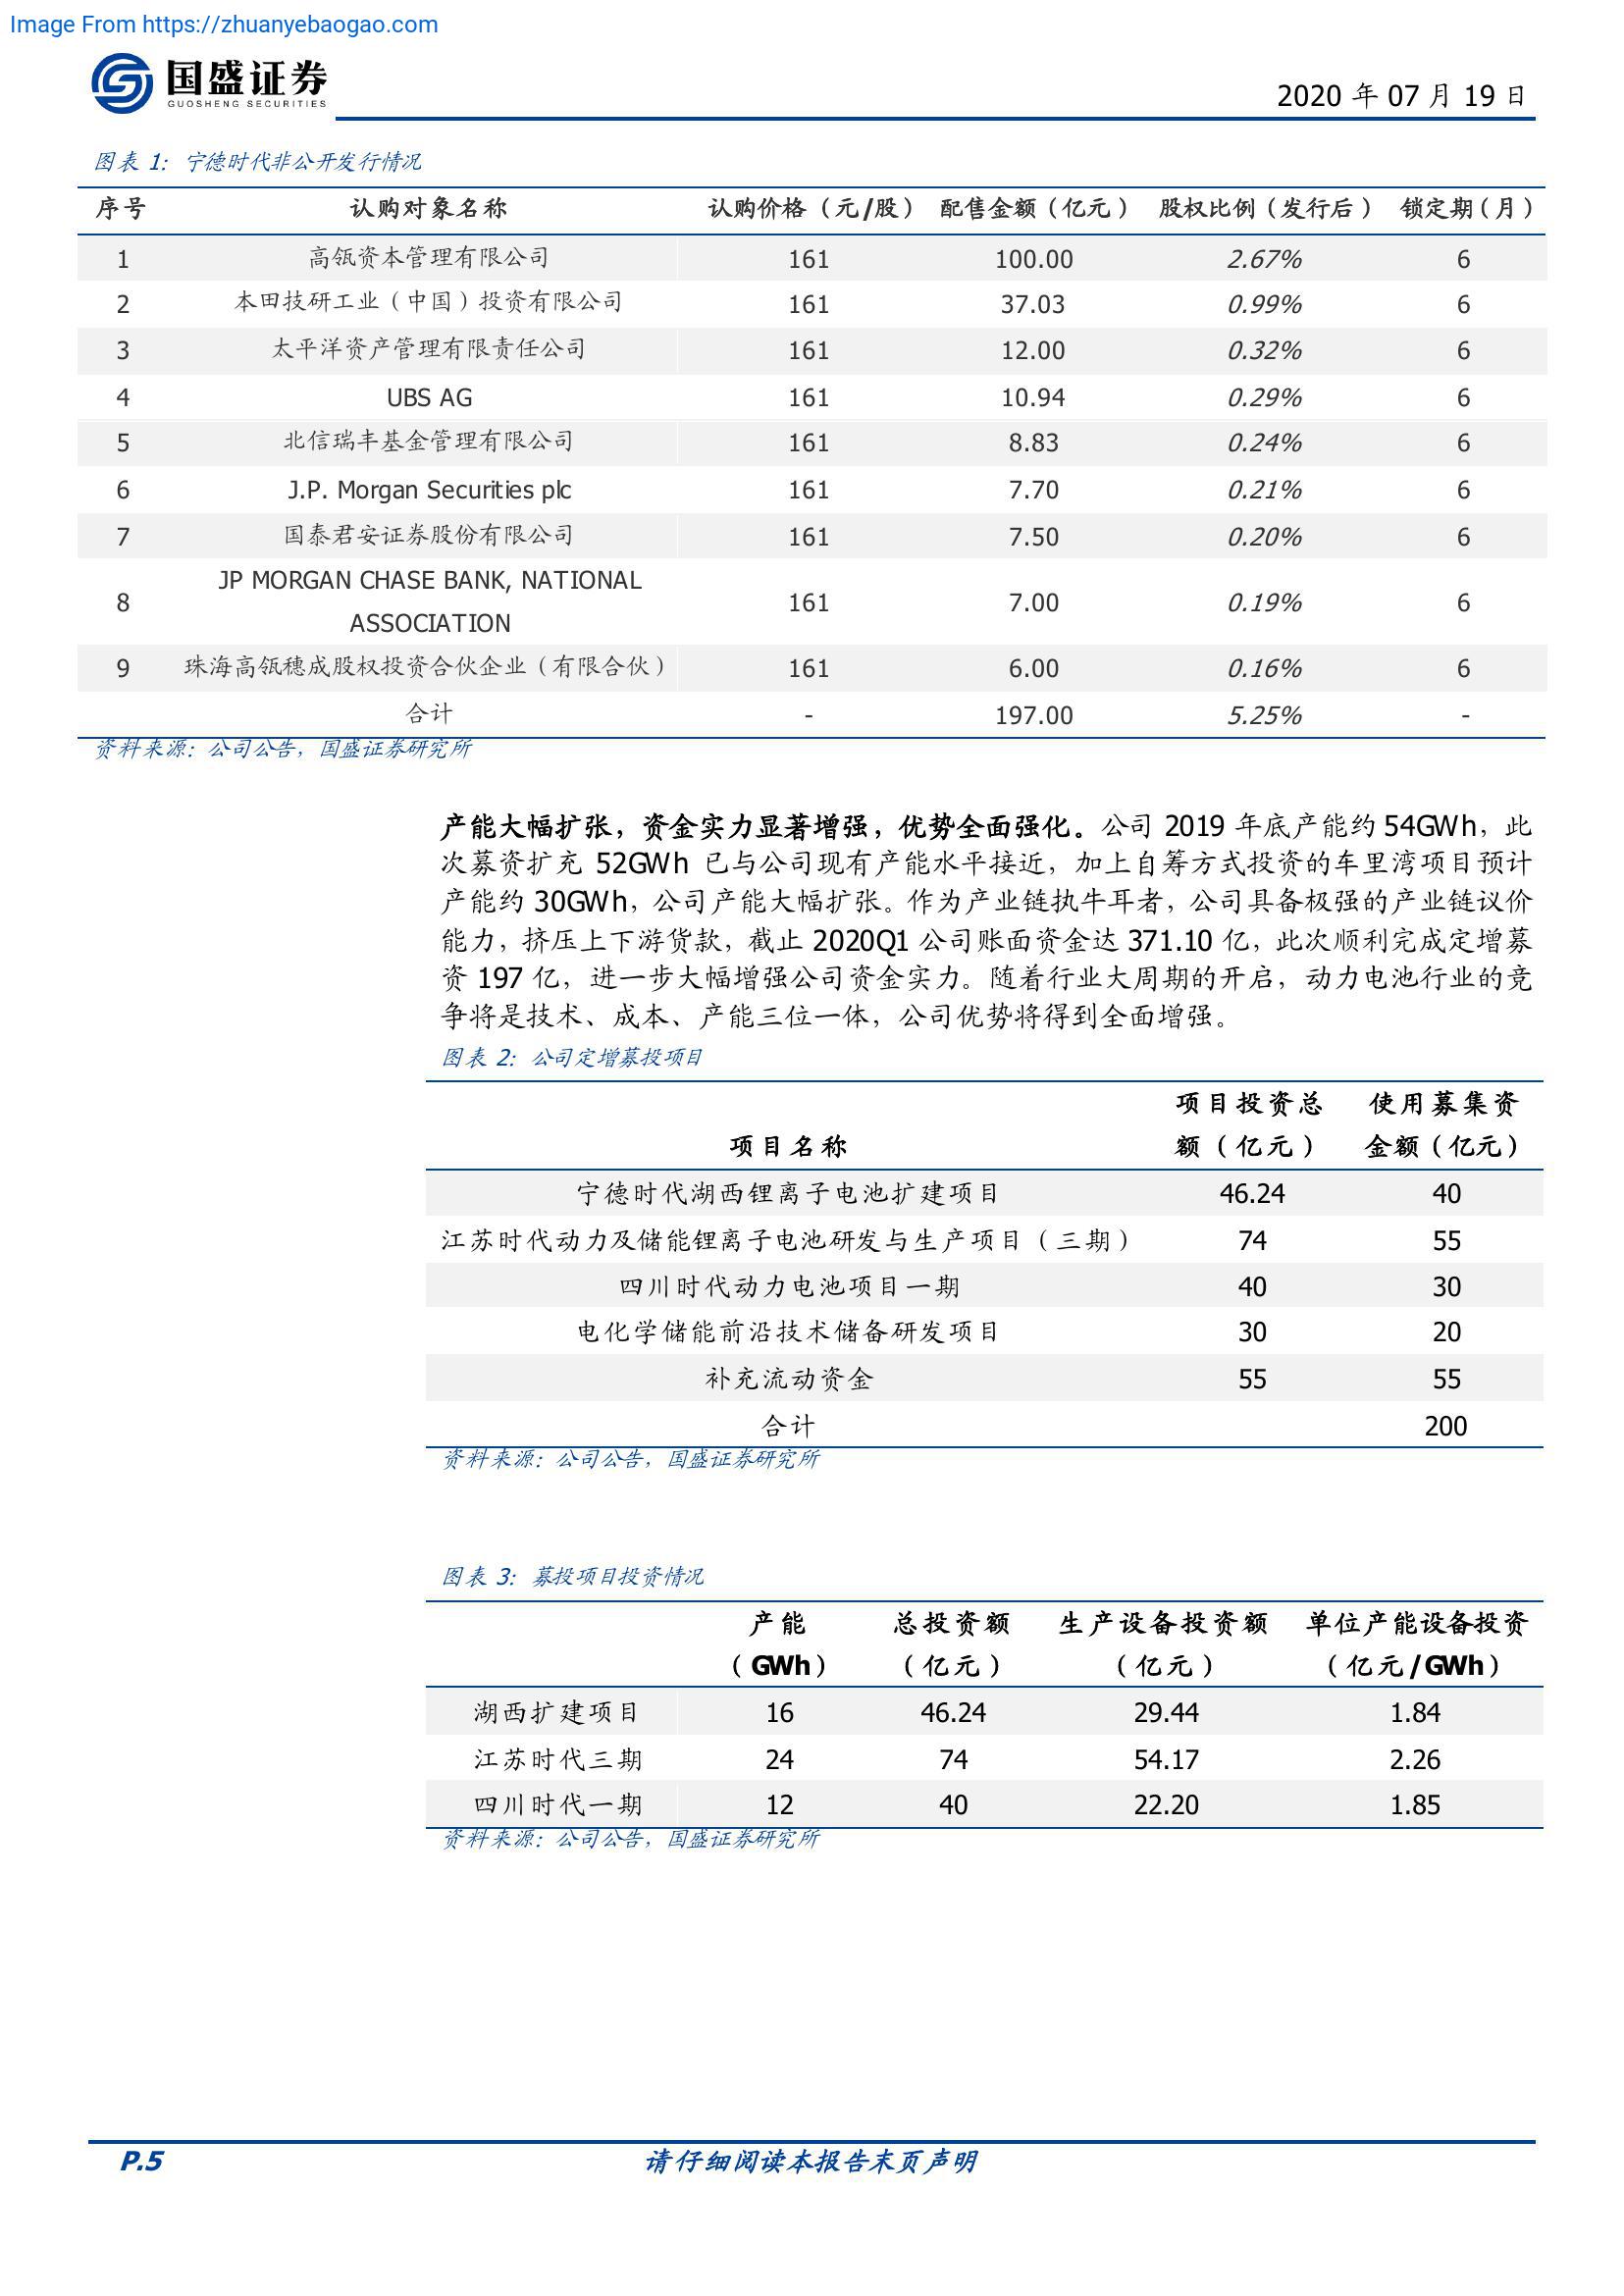 Image From https://zhuanyebaogao.com
国盛证券
GUOSHENG SECURITIES
2020 年 07 月 19 日
图表 1: 宁德时代非公开发行情况
序号 认购对象名称 认购价格（元/股） 配售金额（亿元） 股权比例（发行后） 锁定期（月）
1 高瓴资本管理有限公司 161 100.00 2.67% 6
2 本田技研工业（中国）投资有限公司 161 37.03 0.99% 6
3 太平洋资产管理有限责任公司 161 12.00 0.32% 6
4 UBS AG 161 10.94 0.29% 6
5 北信瑞丰基金管理有限公司 161 8.83 0.24% 6
6 J.P. Morgan Securities plc 161 7.70 0.21% 6
7 国泰君安证券股份有限公司 161 7.50 0.20% 6
JP MORGAN CHASE BANK, NATIONAL
8 161 7.00 0.19% 6
ASSOCIATION
9 珠海高瓴穗成股权投资合伙企业（有限合伙） 161 6.00 0.16% 6
合计 - 197.00 5.25% -
资料来源：公司公告，国盛证券研究所
产能大幅扩张，资金实力显著增强，优势全面强化。公司 2019 年底产能约 54GWh，此
次募资扩充 52GWh 已与公司现有产能水平接近，加上自筹方式投资的车里湾项目预计
产能约 30GWh，公司产能大幅扩张。作为产业链执牛耳者，公司具备极强的产业链议价
能力，挤压上下游货款，截止 2020Q1 公司账面资金达 371.10 亿，此次顺利完成定增募
资 197 亿，进一步大幅增强公司资金实力。随着行业大周期的开启，动力电池行业的竞
争将是技术、成本、产能三位一体，公司优势将得到全面增强。
图表 2: 公司定增募投项目
项目投资总 使用募集资
项目名称 额（亿元） 金额（亿元）
宁德时代湖西锂离子电池扩建项目 46.24 40
江苏时代动力及储能锂离子电池研发与生产项目（三期） 74 55
四川时代动力电池项目一期 40 30
电化学储能前沿技术储备研发项目 30 20
补充流动资金 55 55
合计 200
资料来源：公司公告，国盛证券研究所
图表 3: 募投项目投资情况
产能 总投资额 生产设备投资额 单位产能设备投资
（GWh） （亿元） （亿元） （亿元/GWh）
湖西扩建项目 16 46.24 29.44 1.84
江苏时代三期 24 74 54.17 2.26
四川时代一期 12 40 22.20 1.85
资料来源：公司公告，国盛证券研究所
P.5 请仔细阅读本报告末页声明